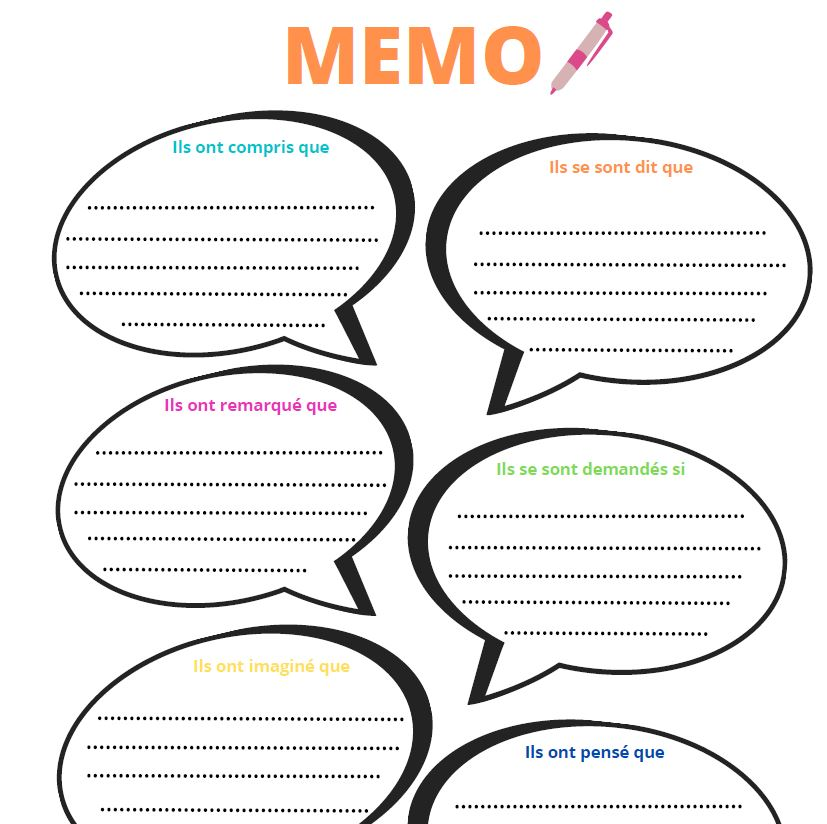 MEMO
Ils ont compris que
Ils se sont dit que
Ils ont remarqué que
Ils se sont demandés si
Ils ont imaginé que
Ils ont pensé que